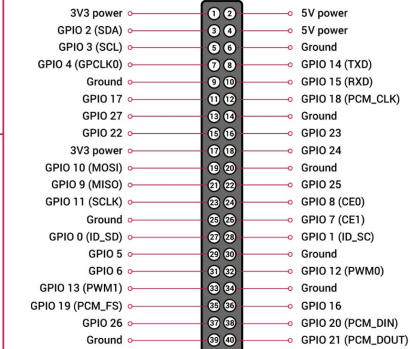 3V3 power 1 2 5V power
GPIO 2 (SDA) 3 4 5V power
GPIO 3 (SCL) 5 6 Ground
GPIO 4 (GPCLK0) 7 8 GPIO 14 (TXD)
Ground 9 10 GPIO 15 (RXD)
GPIO 17 11 12 GPIO 18 (PCM_CLK)
GPIO 27 13 14 Ground
GPIO 22 15 16 GPIO 23
3V3 power 17 18 GPIO 24
GPIO 10 (MOSI) 19 20 Ground
GPIO 9 (MISO) 21 22 GPIO 25
GPIO 11 (SCLK) 23 24 GPIO 8 (CE0)
Ground 25 26 GPIO 7 (CE1)
GPIO 0 (ID_SD) 27 28 GPIO 1 (ID_SC)
GPIO 5 29 30 Ground
GPIO 6 31 32 GPIO 12 (PWM0)
GPIO 13 (PWM1) 33 34 Ground
GPIO 19 (PCM_FS) 35 36 GPIO 16
GPIO 26 37 38 GPIO 20 (PCM_DIN)
Ground 39 40 GPIO 21 (PCM_DOUT)